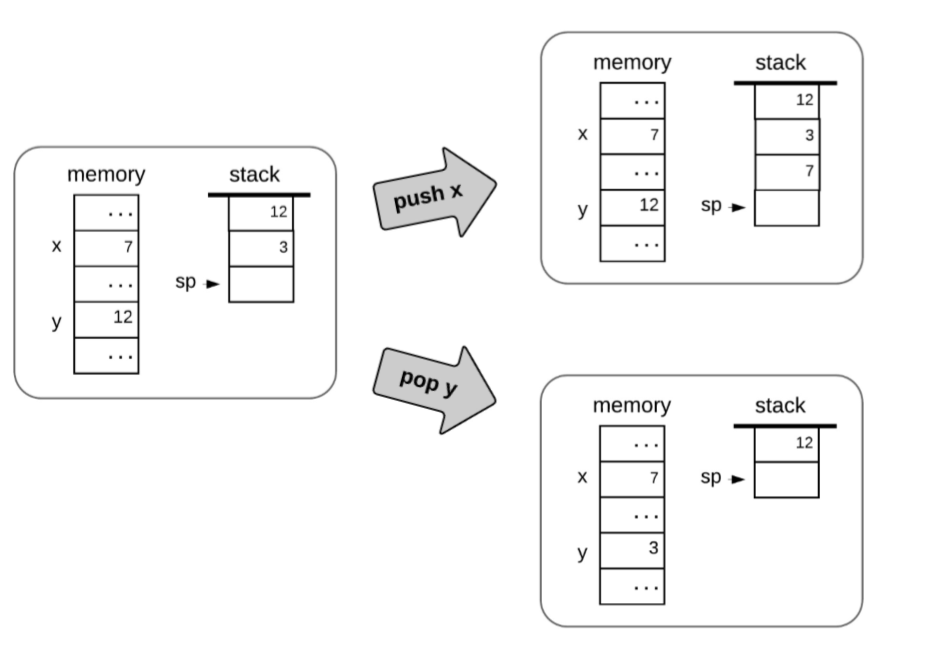 memory stack
...
12
x 7
3
...
sp
y 12
...
push x
pop y
memory stack
...
12
x 7
3
...
7
y 12
sp
...
memory stack
...
12
x 7
sp
...
y 3
...